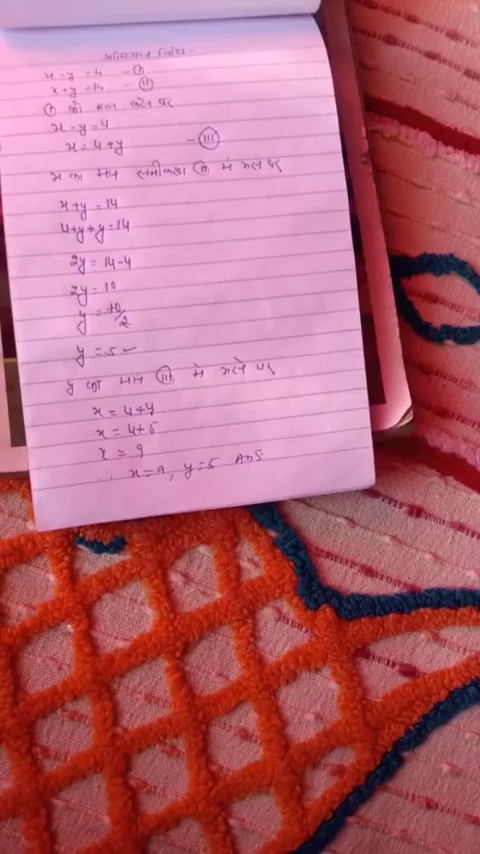 प्रतिस्थापन विधि -
x - y = 4 - (I)
x + y = 14 - (II)
(I) को हल करने पर
x - y = 4
x = 4 + y - (III)
x का मान समीकरण (II) में रखने पर
x + y = 14
4 + y + y = 14
2y = 14 - 4
2y = 10
y = 10/2
y = 5
y का मान (III) में रखने पर
x = 4 + y
x = 4 + 5
x = 9
∴ x = 9, y = 5 Ans